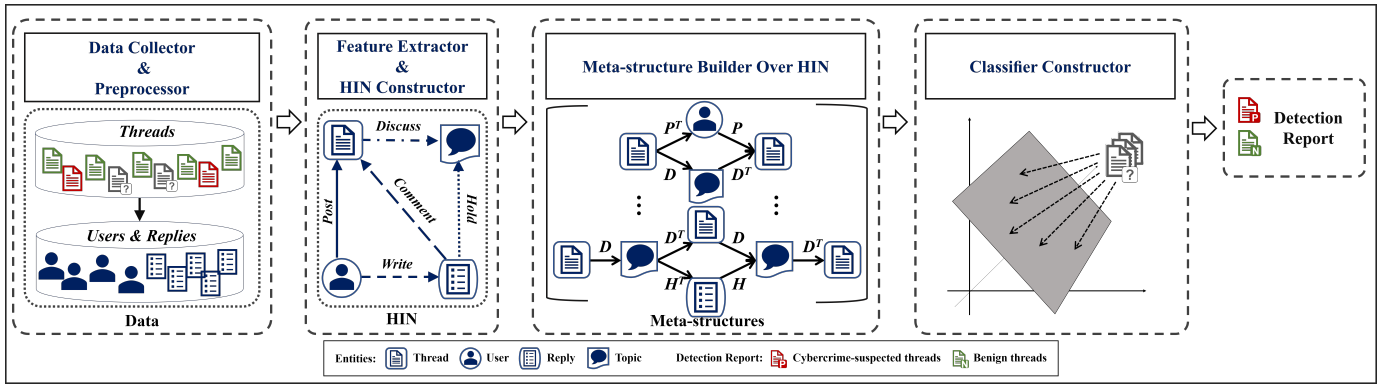 Data Collector
&
Preprocessor
Threads
?
?
Users & Replies
Data
Feature Extractor
&
HIN Constructor
Discuss
Post
Comment
Hold
Write
HIN
Meta-structure Builder Over HIN
P^T
P
D
D^T
D
D^T
D
D^T
H^T
H
Meta-structures
Classifier Constructor
?
P
N
Detection
Report
Entities:
Thread
User
Reply
Topic
Detection Report:
P
Cybercrime-suspected threads
N
Benign threads